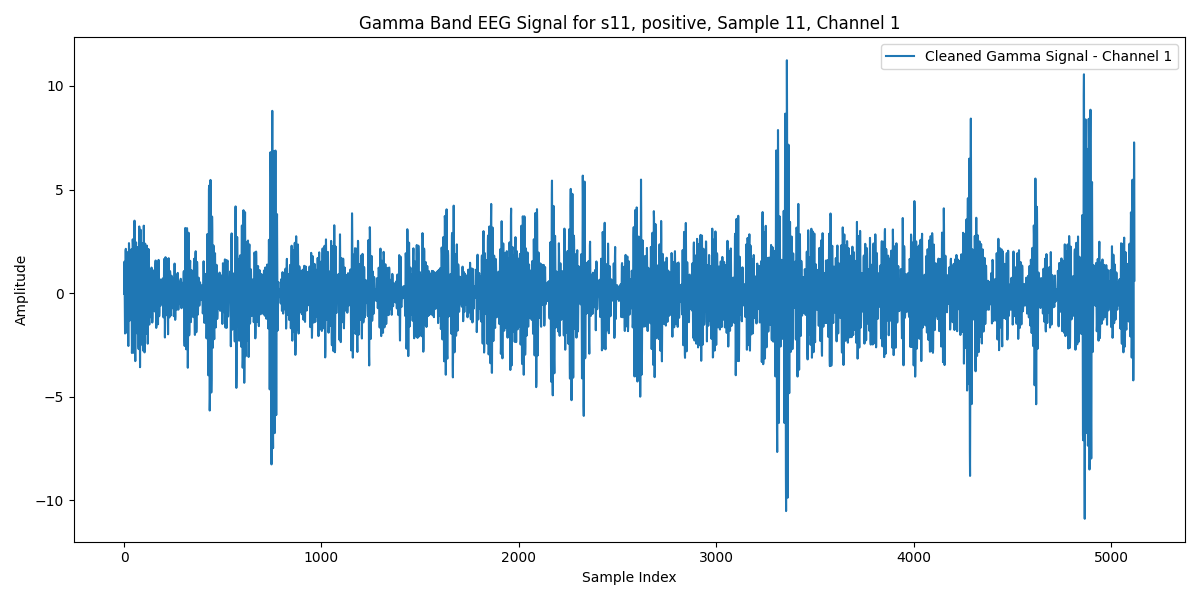 Gamma Band EEG Signal for s11, positive, Sample 11, Channel 1
Cleaned Gamma Signal - Channel 1
Amplitude
10
5
0
−5
−10
0 1000 2000 3000 4000 5000
Sample Index